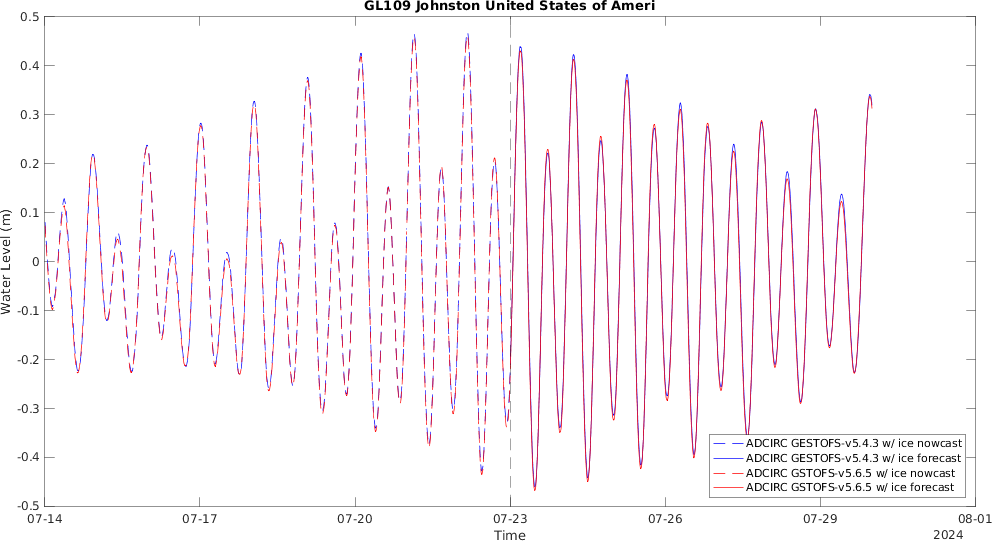 GL109 Johnston United States of Ameri
Water Level (m)
0.5
0.4
0.3
0.2
0.1
0
-0.1
-0.2
-0.3
-0.4
-0.5
ADCIRC GESTOFS-v5.4.3 w/ ice nowcast
ADCIRC GESTOFS-v5.4.3 w/ ice forecast
ADCIRC GSTOFS-v5.6.5 w/ ice nowcast
ADCIRC GSTOFS-v5.6.5 w/ ice forecast
07-14 07-17 07-20 07-23 07-26 07-29 08-01
Time
2024